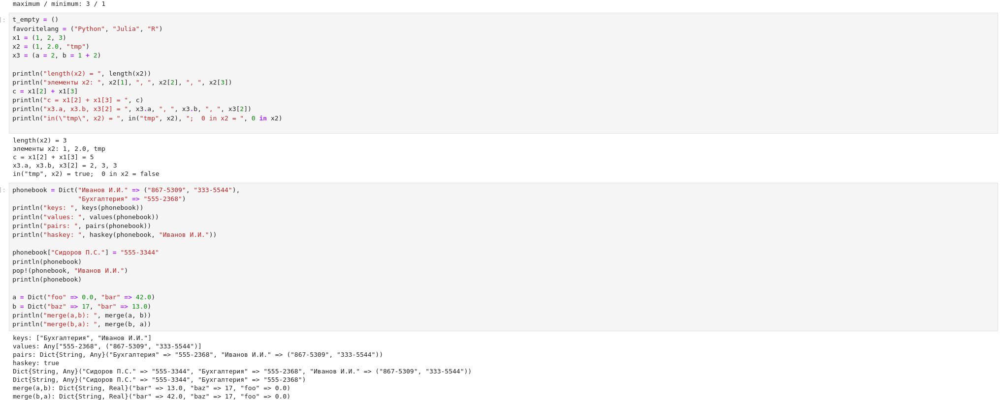 maximum / minimum: 3 / 1
]:
t_empty = ()
favoritelang = ("Python", "Julia", "R")
x1 = (1, 2, 3)
x2 = (1, 2.0, "tmp")
x3 = (a = 2, b = 1 + 2)

println("length(x2) = ", length(x2))
println("элементы x2: ", x2[1], ", ", x2[2], ", ", x2[3])
c = x1[2] + x1[3]
println("c = x1[2] + x1[3] = ", c)
println("x3.a, x3.b, x3[2] = ", x3.a, ", ", x3.b, ", ", x3[2])
println("in(\"tmp\", x2) = ", in("tmp", x2), ";  0 in x2 = ", 0 in x2)

length(x2) = 3
элементы x2: 1, 2.0, tmp
c = x1[2] + x1[3] = 5
x3.a, x3.b, x3[2] = 2, 3, 3
in("tmp", x2) = true;  0 in x2 = false
]:
phonebook = Dict("Иванов И.И." => ("867-5309", "333-5544"),
                 "Бухгалтерия" => "555-2368")
println("keys: ", keys(phonebook))
println("values: ", values(phonebook))
println("pairs: ", pairs(phonebook))
println("haskey: ", haskey(phonebook, "Иванов И.И."))

phonebook["Сидоров П.С."] = "555-3344"
println(phonebook)
pop!(phonebook, "Иванов И.И.")
println(phonebook)

a = Dict("foo" => 0.0, "bar" => 42.0)
b = Dict("baz" => 17, "bar" => 13.0)
println("merge(a,b): ", merge(a, b))
println("merge(b,a): ", merge(b, a))
keys: ["Бухгалтерия", "Иванов И.И."]
values: Any["555-2368", ("867-5309", "333-5544")]
pairs: Dict{String, Any}("Бухгалтерия" => "555-2368", "Иванов И.И." => ("867-5309", "333-5544"))
haskey: true
Dict{String, Any}("Сидоров П.С." => "555-3344", "Бухгалтерия" => "555-2368", "Иванов И.И." => ("867-5309", "333-5544"))
Dict{String, Any}("Сидоров П.С." => "555-3344", "Бухгалтерия" => "555-2368")
merge(a,b): Dict{String, Real}("bar" => 13.0, "baz" => 17, "foo" => 0.0)
merge(b,a): Dict{String, Real}("bar" => 42.0, "baz" => 17, "foo" => 0.0)